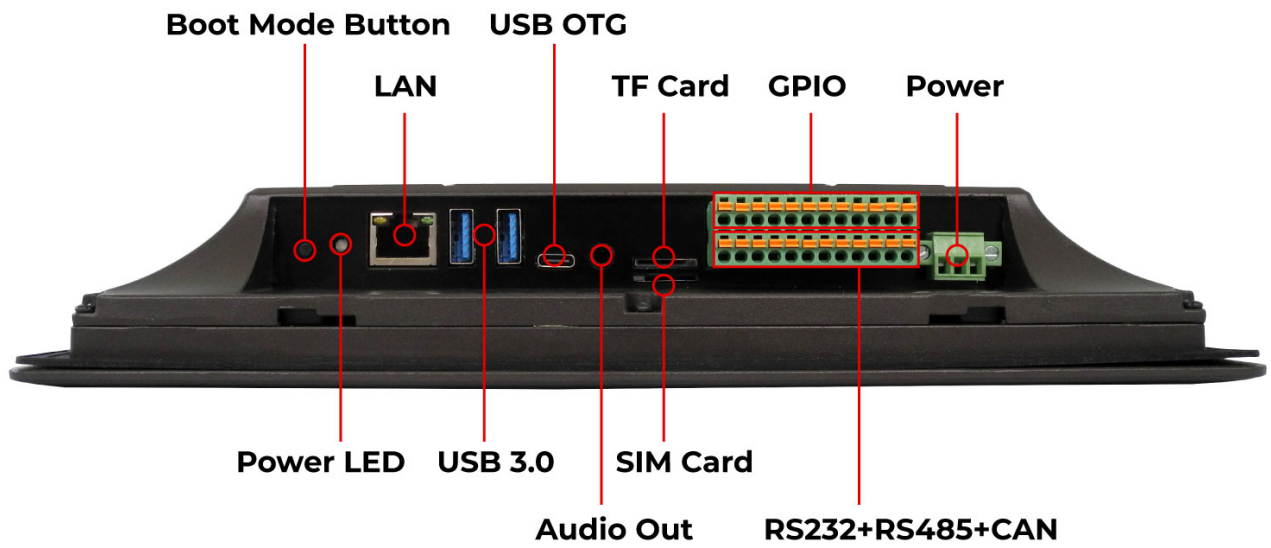 Boot Mode Button
USB OTG
LAN
TF Card
GPIO
Power
Power LED
USB 3.0
SIM Card
Audio Out
RS232+RS485+CAN